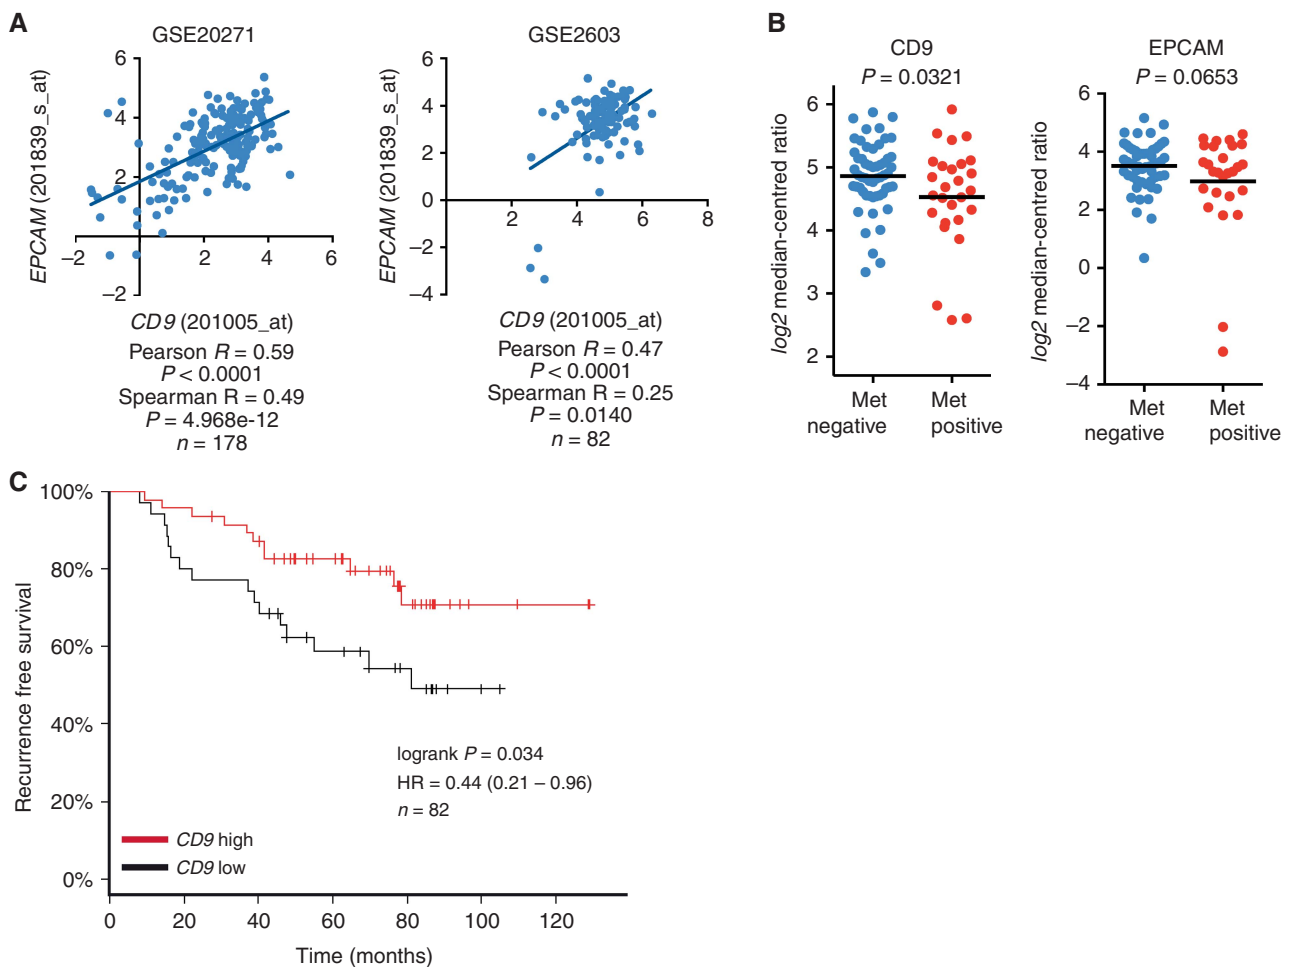 A
GSE20271
EPCAM (201839_s_at)
6
4
2
−2
2
4
6
−2
CD9 (201005_at)
Pearson R = 0.59
P < 0.0001
Spearman R = 0.49
P = 4.968e-12
n = 178
GSE2603
EPCAM (201839_s_at)
6
4
2
0
2
4
6
8
−2
−4
CD9 (201005_at)
Pearson R = 0.47
P < 0.0001
Spearman R = 0.25
P = 0.0140
n = 82
B
CD9
P = 0.0321
log2 median-centred ratio
6
5
4
3
2
Met negative
Met positive
EPCAM
P = 0.0653
log2 median-centred ratio
6
4
2
0
−2
−4
Met negative
Met positive
C
Recurrence free survival
100%
80%
60%
40%
20%
0%
logrank P = 0.034
HR = 0.44 (0.21 – 0.96)
n = 82
CD9 high
CD9 low
0 20 40 60 80 100 120
Time (months)